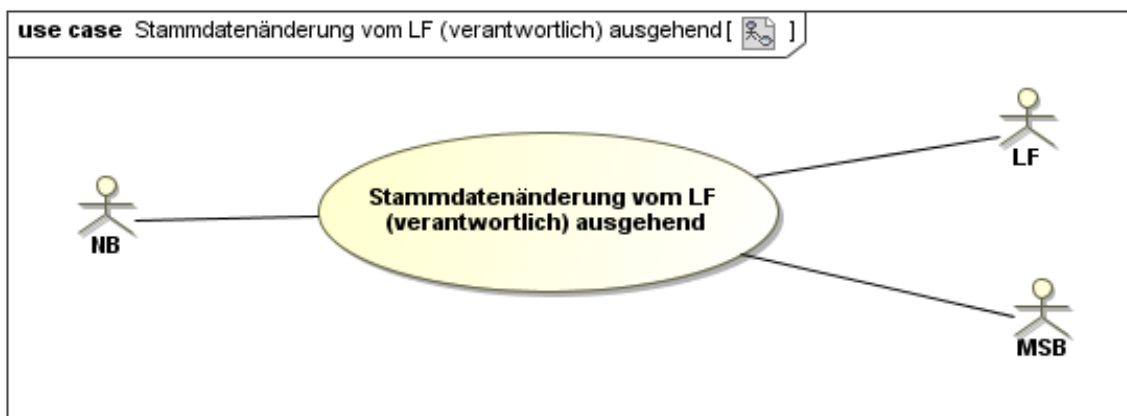 use case Stammdatenänderung vom LF (verantwortlich) ausgehend [ ]
LF
Stammdatenänderung vom LF
(verantwortlich) ausgehend
NB
MSB